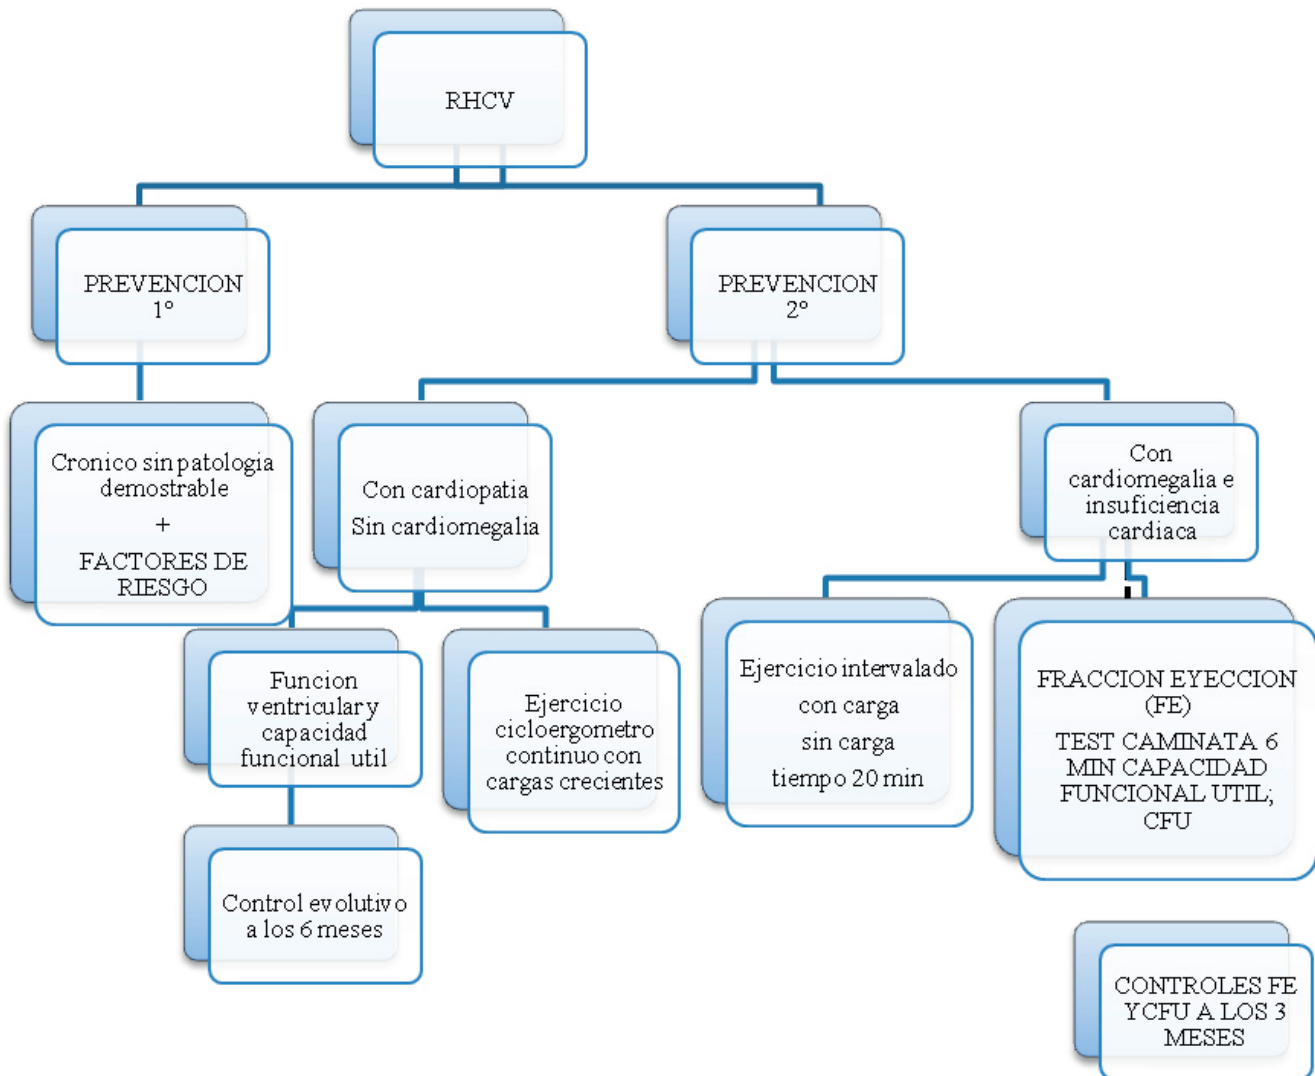 RHCV
PREVENCION
1º
PREVENCION
2º
Cronico sin patologia
demostrable
+
FACTORES DE
RIESGO
Con cardiopatia
Sin cardiomegalia
Con
cardiomegalia e
insuficiencia
cardiaca
Funcion
ventricular y
capacidad
funcional util
Ejercicio
cicloergometro
continuo con
cargas crecientes
Ejercicio intervalado
con carga
sin carga
tiempo 20 min
FRACCION EYECCION
(FE)
TEST CAMINATA 6
MIN CAPACIDAD
FUNCIONAL UTIL;
CFU
Control evolutivo
a los 6 meses
CONTROLES FE
YCFU A LOS 3
MESES